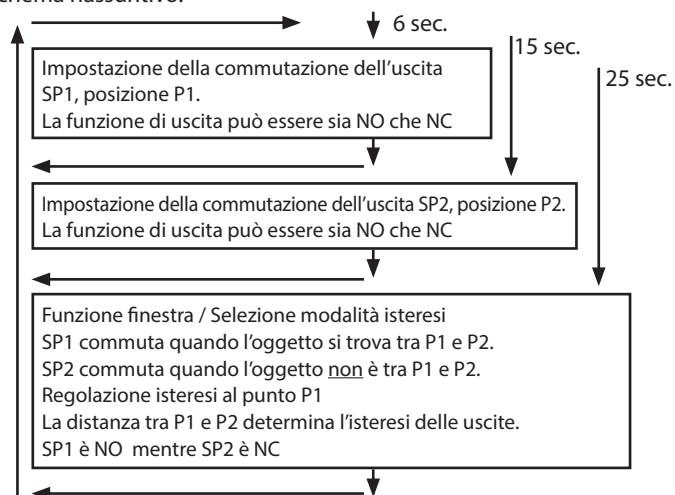 6 sec.
15 sec.
25 sec.
Impostazione della commutazione dell'uscita
SP1, posizione P1.
La funzione di uscita può essere sia NO che NC
Impostazione della commutazione dell'uscita SP2, posizione P2.
La funzione di uscita può essere sia NO che NC
Funzione finestra / Selezione modalità isteresi
SP1 commuta quando l'oggetto si trova tra P1 e P2.
SP2 commuta quando l'oggetto non è tra P1 e P2.
Regolazione isteresi al punto P1
La distanza tra P1 e P2 determina l'isteresi delle uscite.
SP1 è NO mentre SP2 è NC